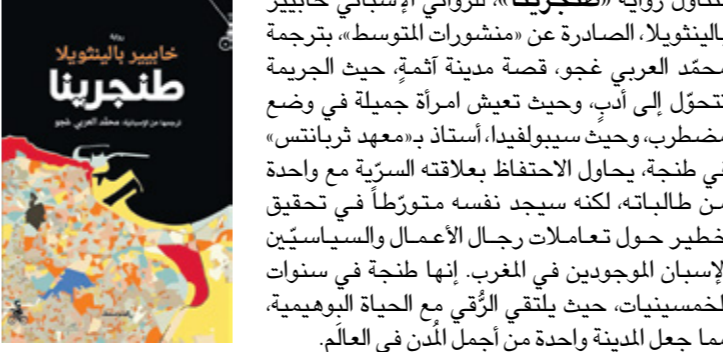 رواية
خابيير بالينثويلا
طنجرينا
ترجمها عن الإسبانية: محمّد العربي غجو
تتناول رواية «طنجرينا»، للروائي الإسباني خابيير
بالينثويلا، الصادرة عن «منشورات المتوسط»، بترجمة
محمّد العربي غجو، قصة مدينة آثمةٍ، حيث الجريمة
تتحوّل إلى أدبٍ، وحيث تعيش امرأة جميلة في وضع
مضطرب، وحيث سيبولفيدا، أستاذ بـ«معهد ثربانتس»
في طنجة، يحاول الاحتفاظ بعلاقته السرّية مع واحدة
من طالباته، لكنه سيجد نفسه متورّطاً في تحقيق
خطير حول تعاملات رجال الأعمال والسياسيّين
الإسبان الموجودين في المغرب. إنها طنجة في سنوات
الخمسينيات، حيث يلتقي الرُّقي مع الحياة البوهيمية،
مما جعل المدينة واحدة من أجمل المُدن في العالَم.